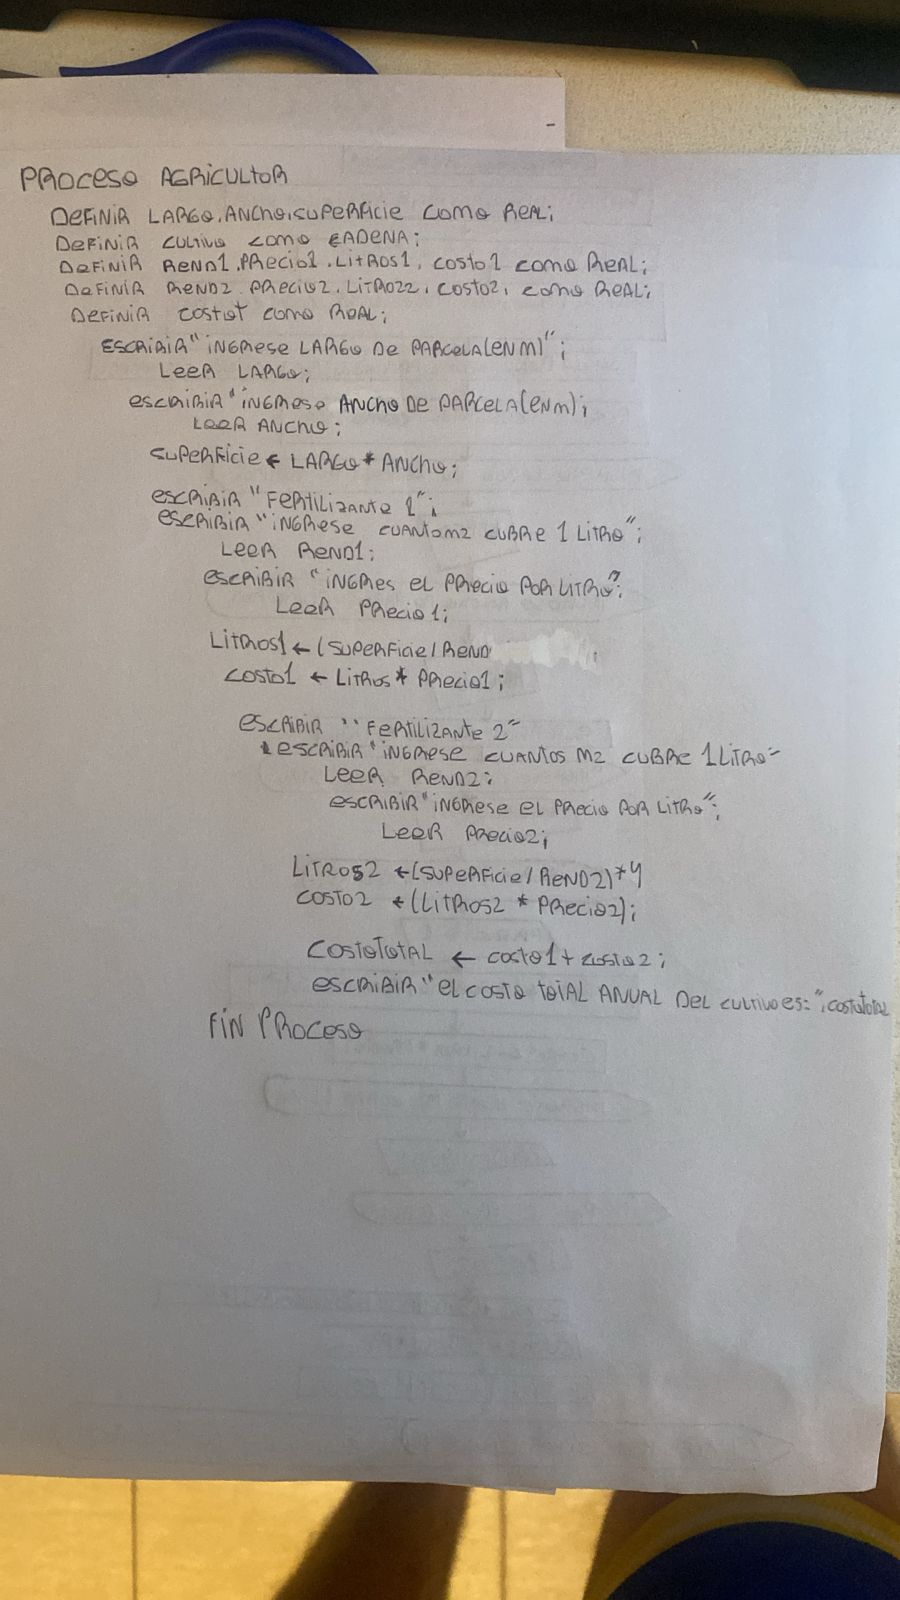 PROCESO AGRICULTOR
DEFINIR LARGO, ANCHO, SUPERFICIE COMO REAL;
DEFINIR CULTIVO COMO CADENA;
DEFINIR REND1, PRECIO1, LITROS1, COSTO1 COMO REAL;
DEFINIR REND2, PRECIO2, LITRO22, COSTO2, COMO REAL;
DEFINIR COSTOT COMO REAL;
ESCRIBIR "INGRESE LARGO DE PARCELA(EN M)";
LEER LARGO;
ESCRIBIR "INGRESE ANCHO DE PARCELA(EN M);
LEER ANCHO;
SUPERFICIE ← LARGO * ANCHO;
ESCRIBIR "FERTILIZANTE 1";
ESCRIBIR "INGRESE CUANTO M2 CUBRE 1 LITRO";
LEER REND1;
ESCRIBIR "INGRES EL PRECIO POR LITRO";
LEER PRECIO1;
LITROS1 ← (SUPERFICIE/REND ;
COSTO1 ← LITROS * PRECIO1;
ESCRIBIR "FERTILIZANTE 2"
ESCRIBIR "INGRESE CUANTOS M2 CUBRE 1 LITRO"
LEER REND2;
ESCRIBIR "INGRESE EL PRECIO POR LITRO";
LEER PRECIO2;
LITROS2 ← (SUPERFICIE/REND2)*4
COSTO2 ← (LITROS2 * PRECIO2);
COSTOTOTAL ← COSTO1 + COSTO2;
ESCRIBIR "EL COSTO TOTAL ANUAL DEL CULTIVO ES:", COSTOTOTAL
FIN PROCESO